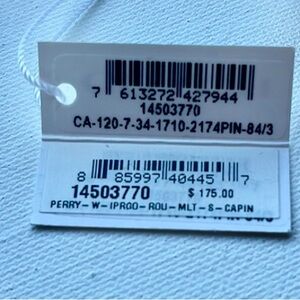 7 613272 427944
14503770
CA-120-7-34-1710-2174PIN-84/3
8 85997 40445 7
14503770 $ 175.00
PERRY-W-IPRGO-ROU-MLT-S-CAPIN